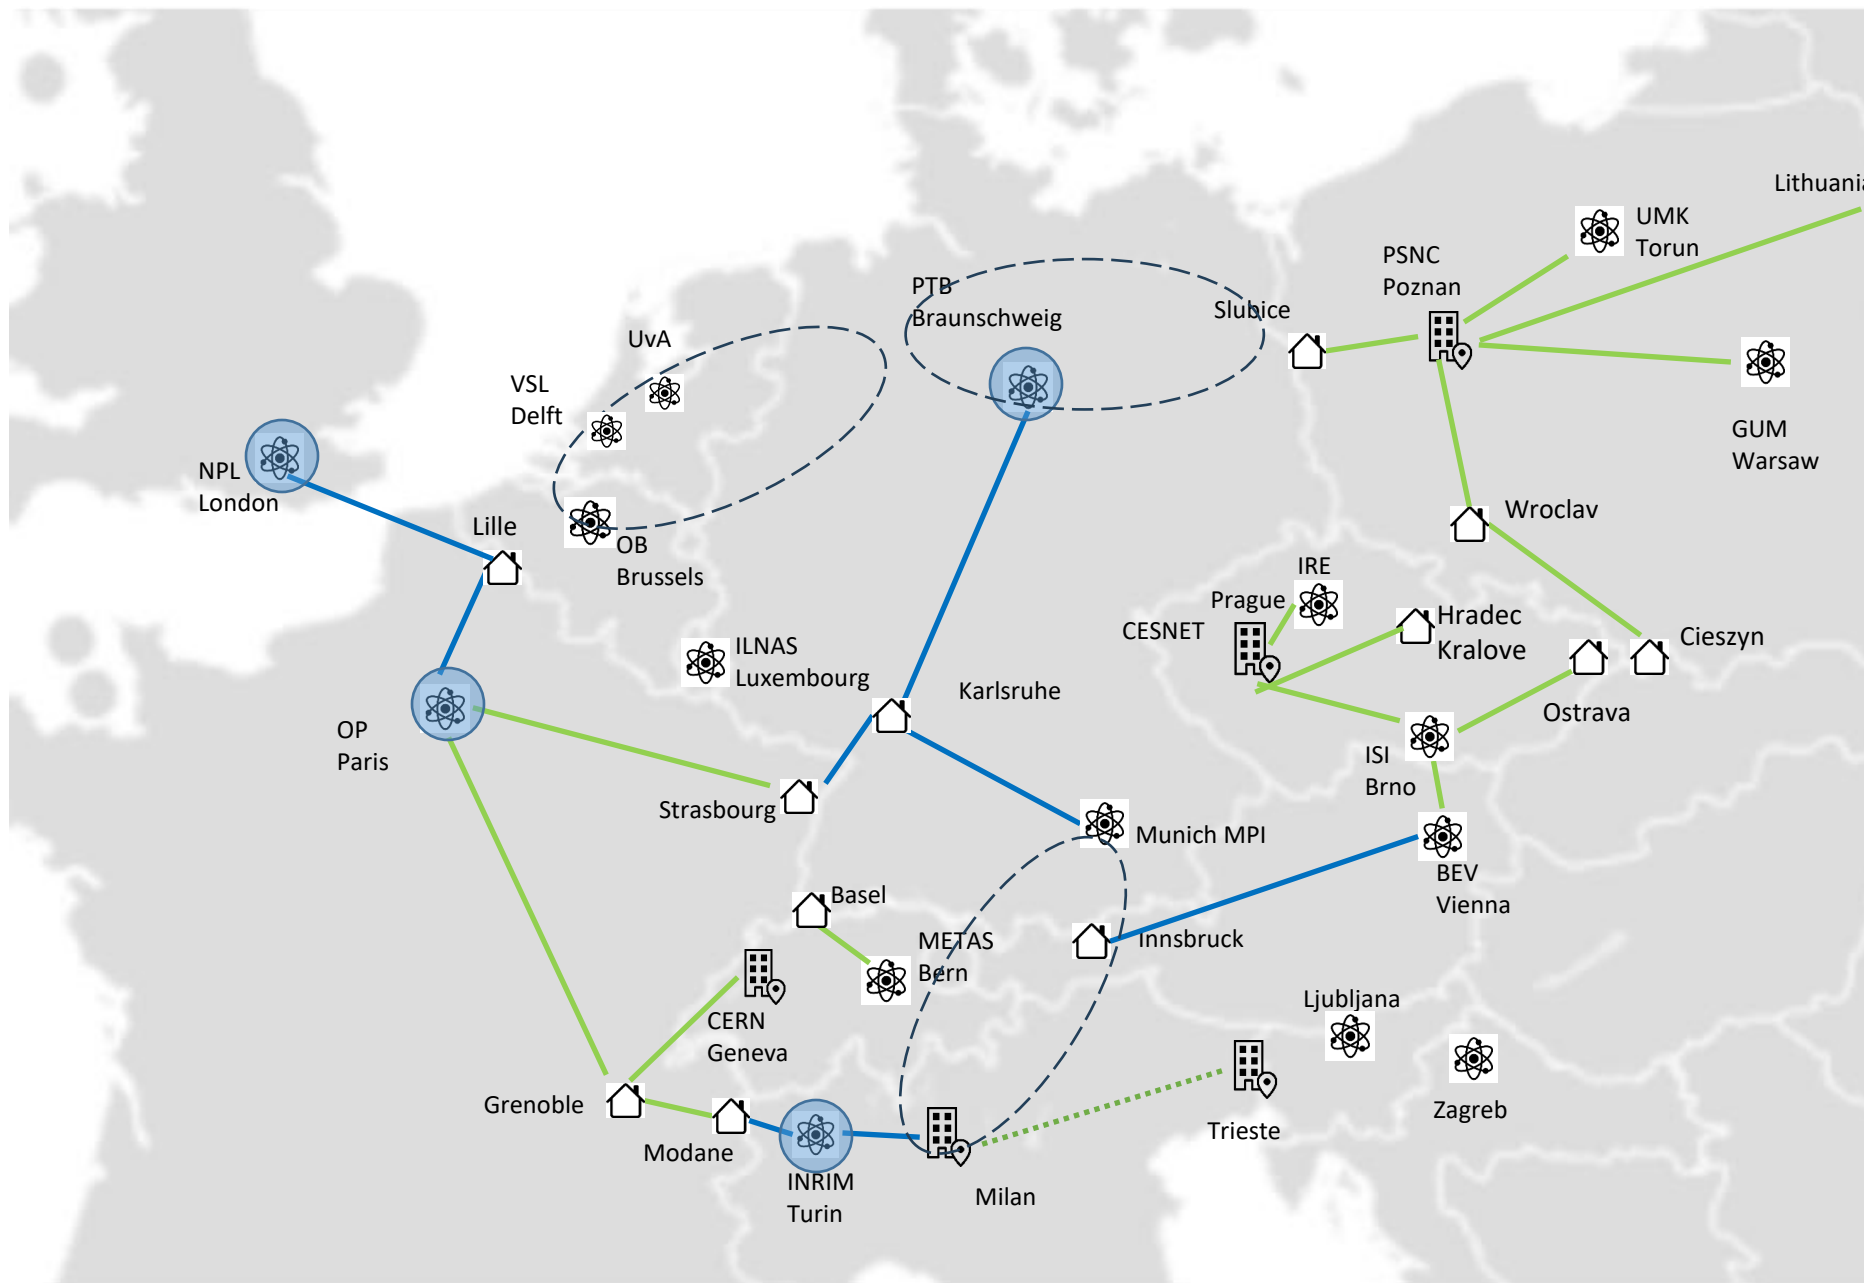 Lithuania
UMK
Torun
PSNC
Poznan
PTB
Braunschweig
Slubice
UvA
VSL
Delft
GUM
Warsaw
NPL
London
Lille
Wroclav
OB
Brussels
IRE
Prague
CESNET
Hradec
Kralove
Cieszyn
ILNAS
Luxembourg
Karlsruhe
Ostrava
OP
Paris
ISI
Brno
Strasbourg
Munich MPI
BEV
Vienna
Basel
METAS
Bern
Innsbruck
Ljubljana
CERN
Geneva
Grenoble
Zagreb
Trieste
Modane
INRIM
Turin
Milan